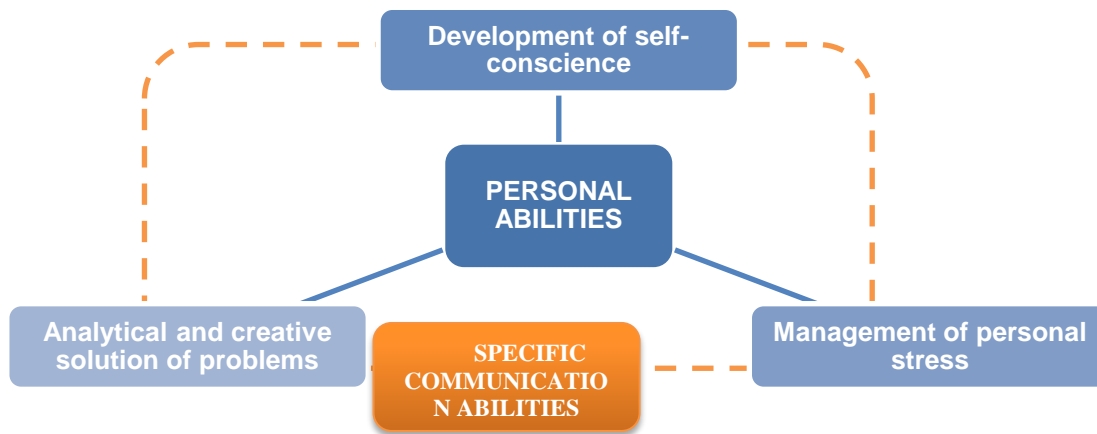 Development of self-
conscience
PERSONAL
ABILITIES
Analytical and creative
solution of problems
SPECIFIC
COMMUNICATIO
N ABILITIES
Management of personal
stress